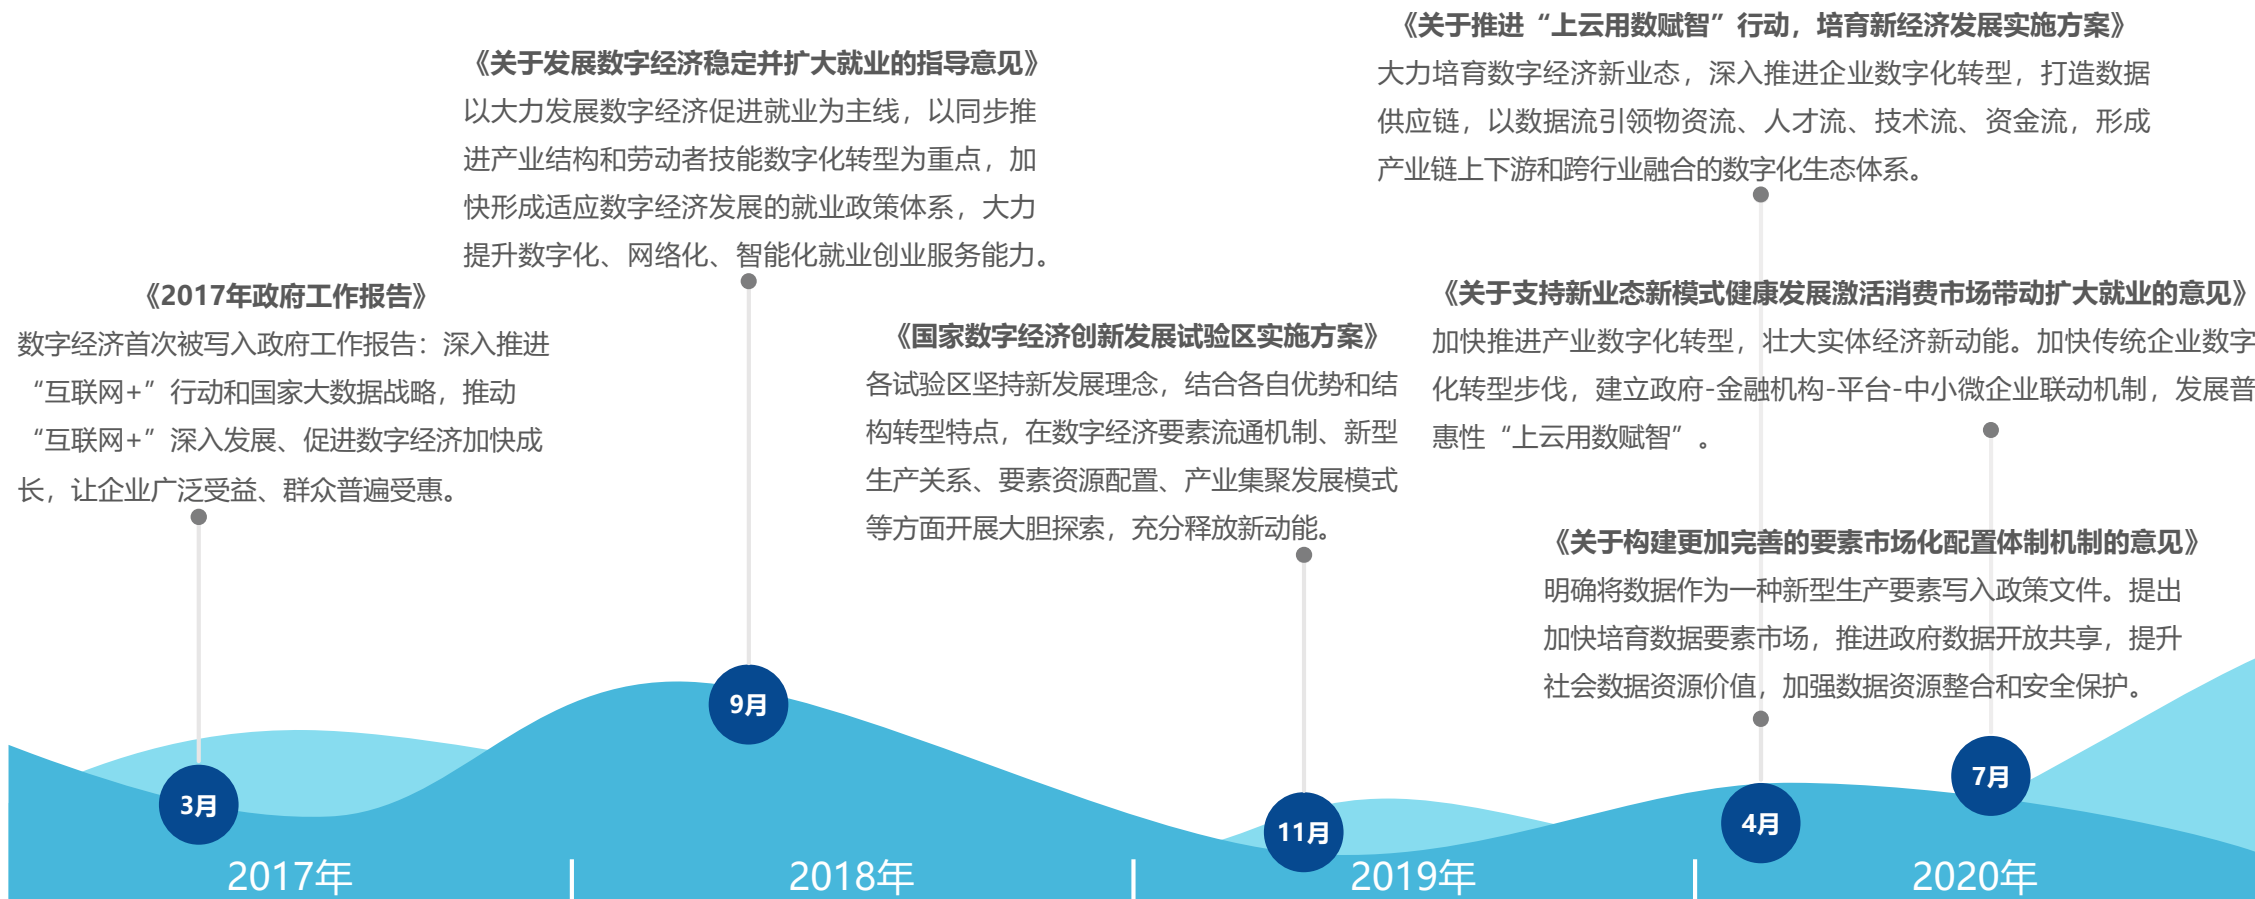 《2017年政府工作报告》
数字经济首次被写入政府工作报告：深入推进
“互联网+”行动和国家大数据战略，推动
“互联网+”深入发展、促进数字经济加快成
长，让企业广泛受益、群众普遍受惠。
《关于发展数字经济稳定并扩大就业的指导意见》
以大力发展数字经济促进就业为主线，以同步推
进产业结构和劳动者技能数字化转型为重点，加
快形成适应数字经济发展的就业政策体系，大力
提升数字化、网络化、智能化就业创业服务能力。
《国家数字经济创新发展试验区实施方案》
各试验区坚持新发展理念，结合各自优势和结
构转型特点，在数字经济要素流通机制、新型
生产关系、要素资源配置、产业集聚发展模式
等方面开展大胆探索，充分释放新动能。
《关于推进“上云用数赋智”行动，培育新经济发展实施方案》
大力培育数字经济新业态，深入推进企业数字化转型，打造数据
供应链，以数据流引领物资流、人才流、技术流、资金流，形成
产业链上下游和跨行业融合的数字化生态体系。
《关于支持新业态新模式健康发展激活消费市场带动扩大就业的意见》
加快推进产业数字化转型，壮大实体经济新动能。加快传统企业数字
化转型步伐，建立政府-金融机构-平台-中小微企业联动机制，发展普
惠性“上云用数赋智”。
《关于构建更加完善的要素市场化配置体制机制的意见》
明确将数据作为一种新型生产要素写入政策文件。提出
加快培育数据要素市场，推进政府数据开放共享，提升
社会数据资源价值，加强数据资源整合和安全保护。
3月
9月
11月
4月
7月
2017年
2018年
2019年
2020年